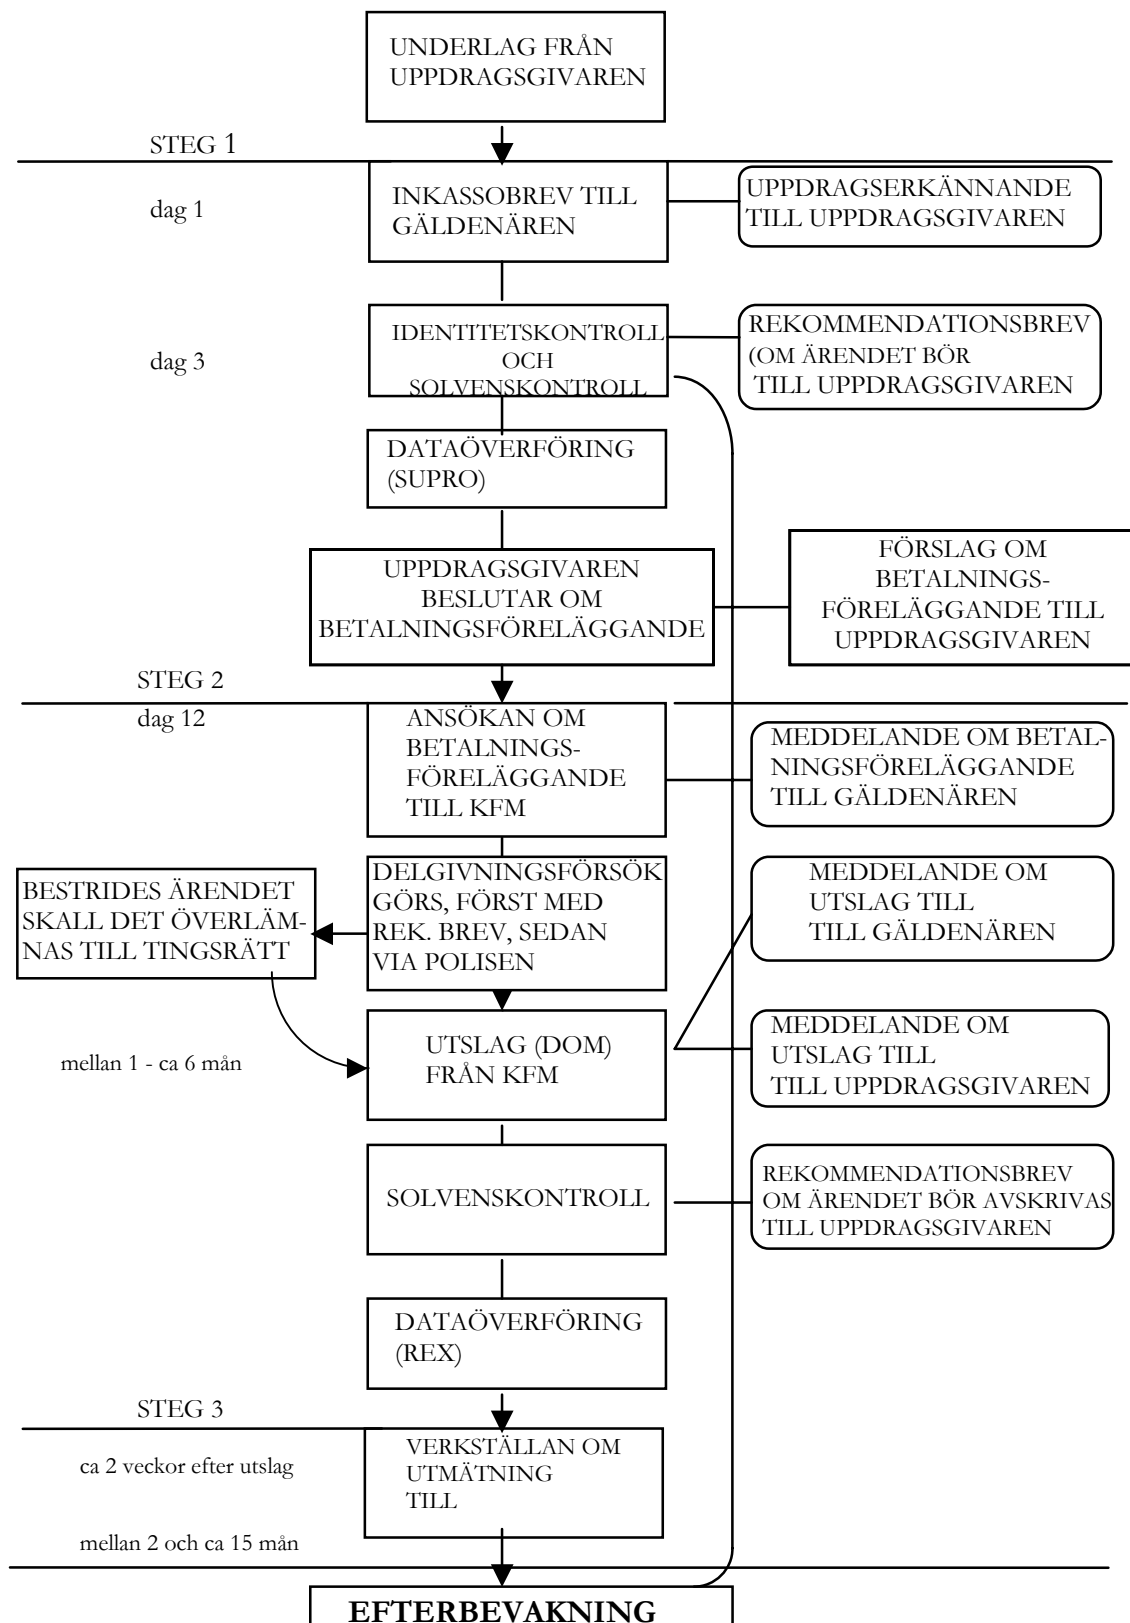 UNDERLAG FRÅN
UPPDRAGSGIVAREN
STEG 1
dag 1
INKASSOBREV TILL
GÄLDENÄREN
UPPDRAGSERKÄNNANDE
TILL UPPDRAGSGIVAREN
dag 3
IDENTITETSKONTROLL
OCH
SOLVENSKONTROLL
REKOMMENDATIONSBREV
(OM ÄRENDET BÖR
TILL UPPDRAGSGIVAREN
DATAÖVERFÖRING
(SUPRO)
UPPDRAGSGIVAREN
BESLUTAR OM
BETALNINGSFÖRELÄGGANDE
FÖRSLAG OM
BETALNINGS-
FÖRELÄGGANDE TILL
UPPDRAGSGIVAREN
STEG 2
dag 12
ANSÖKAN OM
BETALNINGS-
FÖRELÄGGANDE
TILL KFM
MEDDELANDE OM BETAL-
NINGSFÖRELÄGGANDE
TILL GÄLDENÄREN
BESTRIDES ÄRENDET
SKALL DET ÖVERLÄM-
NAS TILL TINGSRÄTT
DELGIVNINGSFÖRSÖK
GÖRS, FÖRST MED
REK. BREV, SEDAN
VIA POLISEN
MEDDELANDE OM
UTSLAG TILL
TILL GÄLDENÄREN
mellan 1 - ca 6 mån
UTSLAG (DOM)
FRÅN KFM
MEDDELANDE OM
UTSLAG TILL
TILL UPPDRAGSGIVAREN
SOLVENSKONTROLL
REKOMMENDATIONSBREV
OM ÄRENDET BÖR AVSKRIVAS
TILL UPPDRAGSGIVAREN
DATAÖVERFÖRING
(REX)
STEG 3
ca 2 veckor efter utslag
VERKSTÄLLAN OM
UTMÄTNING
TILL
mellan 2 och ca 15 mån
EFTERBEVAKNING